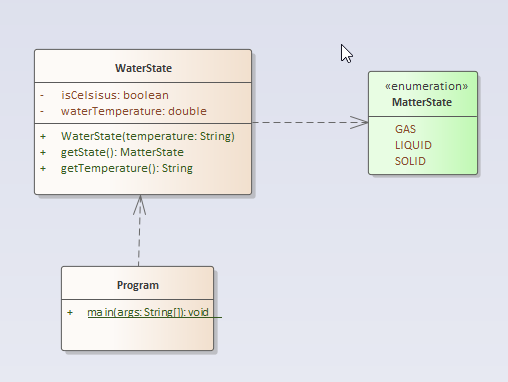 WaterState
- isCelsisus: boolean
- waterTemperature: double
+ WaterState(temperature: String)
+ getState(): MatterState
+ getTemperature(): String
«enumeration»
MatterState
GAS
LIQUID
SOLID
Program
+ main(args: String[]): void